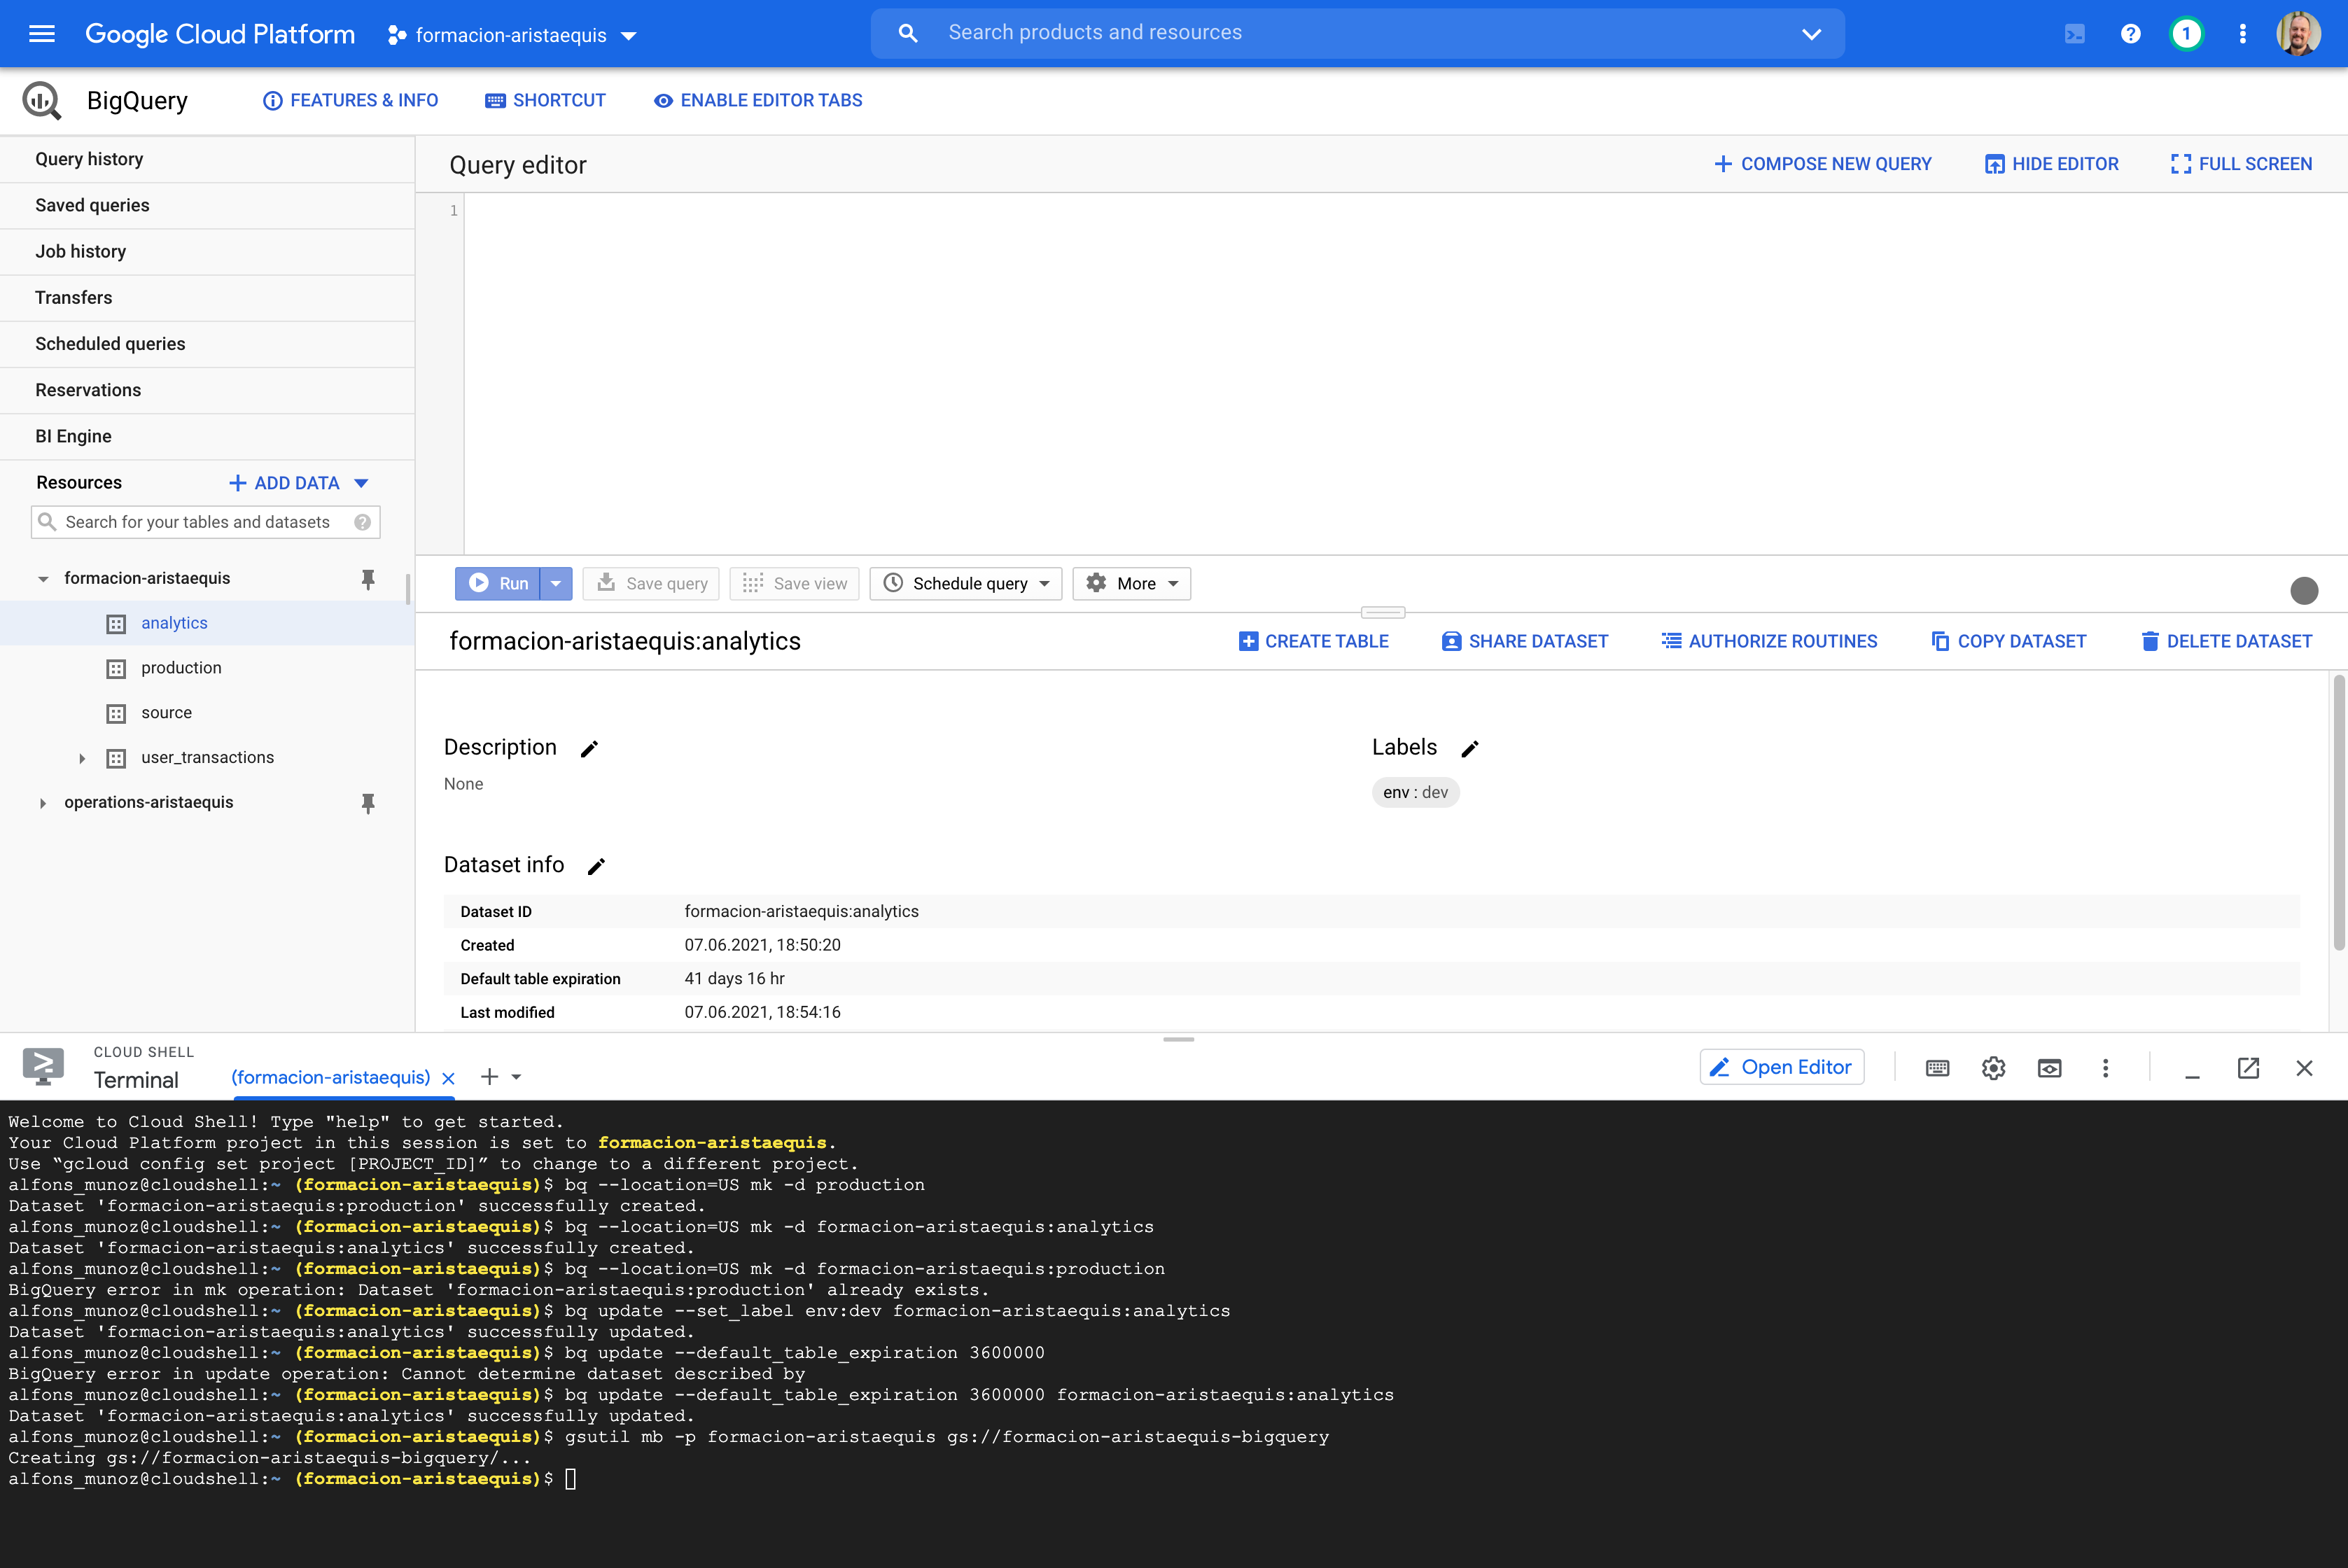 Google Cloud Platform
formacion-aristaequis
Search products and resources
1
BigQuery
FEATURES & INFO
SHORTCUT
ENABLE EDITOR TABS
Query history
Saved queries
Job history
Transfers
Scheduled queries
Reservations
BI Engine
Resources
ADD DATA
Search for your tables and datasets
formacion-aristaequis
analytics
production
source
user_transactions
operations-aristaequis
Query editor
COMPOSE NEW QUERY
HIDE EDITOR
FULL SCREEN
1
Run
Save query
Save view
Schedule query
More
formacion-aristaequis:analytics
CREATE TABLE
SHARE DATASET
AUTHORIZE ROUTINES
COPY DATASET
DELETE DATASET
Description
None
Labels
env : dev
Dataset info
Dataset ID formacion-aristaequis:analytics
Created 07.06.2021, 18:50:20
Default table expiration 41 days 16 hr
Last modified 07.06.2021, 18:54:16
CLOUD SHELL
Terminal
(formacion-aristaequis)
Open Editor
Welcome to Cloud Shell! Type "help" to get started.
Your Cloud Platform project in this session is set to formacion-aristaequis.
Use “gcloud config set project [PROJECT_ID]” to change to a different project.
alfons_munoz@cloudshell:~ (formacion-aristaequis)$ bq --location=US mk -d production
Dataset 'formacion-aristaequis:production' successfully created.
alfons_munoz@cloudshell:~ (formacion-aristaequis)$ bq --location=US mk -d formacion-aristaequis:analytics
Dataset 'formacion-aristaequis:analytics' successfully created.
alfons_munoz@cloudshell:~ (formacion-aristaequis)$ bq --location=US mk -d formacion-aristaequis:production
BigQuery error in mk operation: Dataset 'formacion-aristaequis:production' already exists.
alfons_munoz@cloudshell:~ (formacion-aristaequis)$ bq update --set_label env:dev formacion-aristaequis:analytics
Dataset 'formacion-aristaequis:analytics' successfully updated.
alfons_munoz@cloudshell:~ (formacion-aristaequis)$ bq update --default_table_expiration 3600000
BigQuery error in update operation: Cannot determine dataset described by
alfons_munoz@cloudshell:~ (formacion-aristaequis)$ bq update --default_table_expiration 3600000 formacion-aristaequis:analytics
Dataset 'formacion-aristaequis:analytics' successfully updated.
alfons_munoz@cloudshell:~ (formacion-aristaequis)$ gsutil mb -p formacion-aristaequis gs://formacion-aristaequis-bigquery
Creating gs://formacion-aristaequis-bigquery/...
alfons_munoz@cloudshell:~ (formacion-aristaequis)$